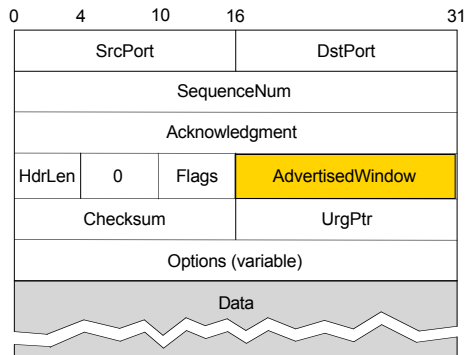 0 4 10 16 31
SrcPort DstPort
SequenceNum
Acknowledgment
HdrLen 0 Flags AdvertisedWindow
Checksum UrgPtr
Options (variable)
Data